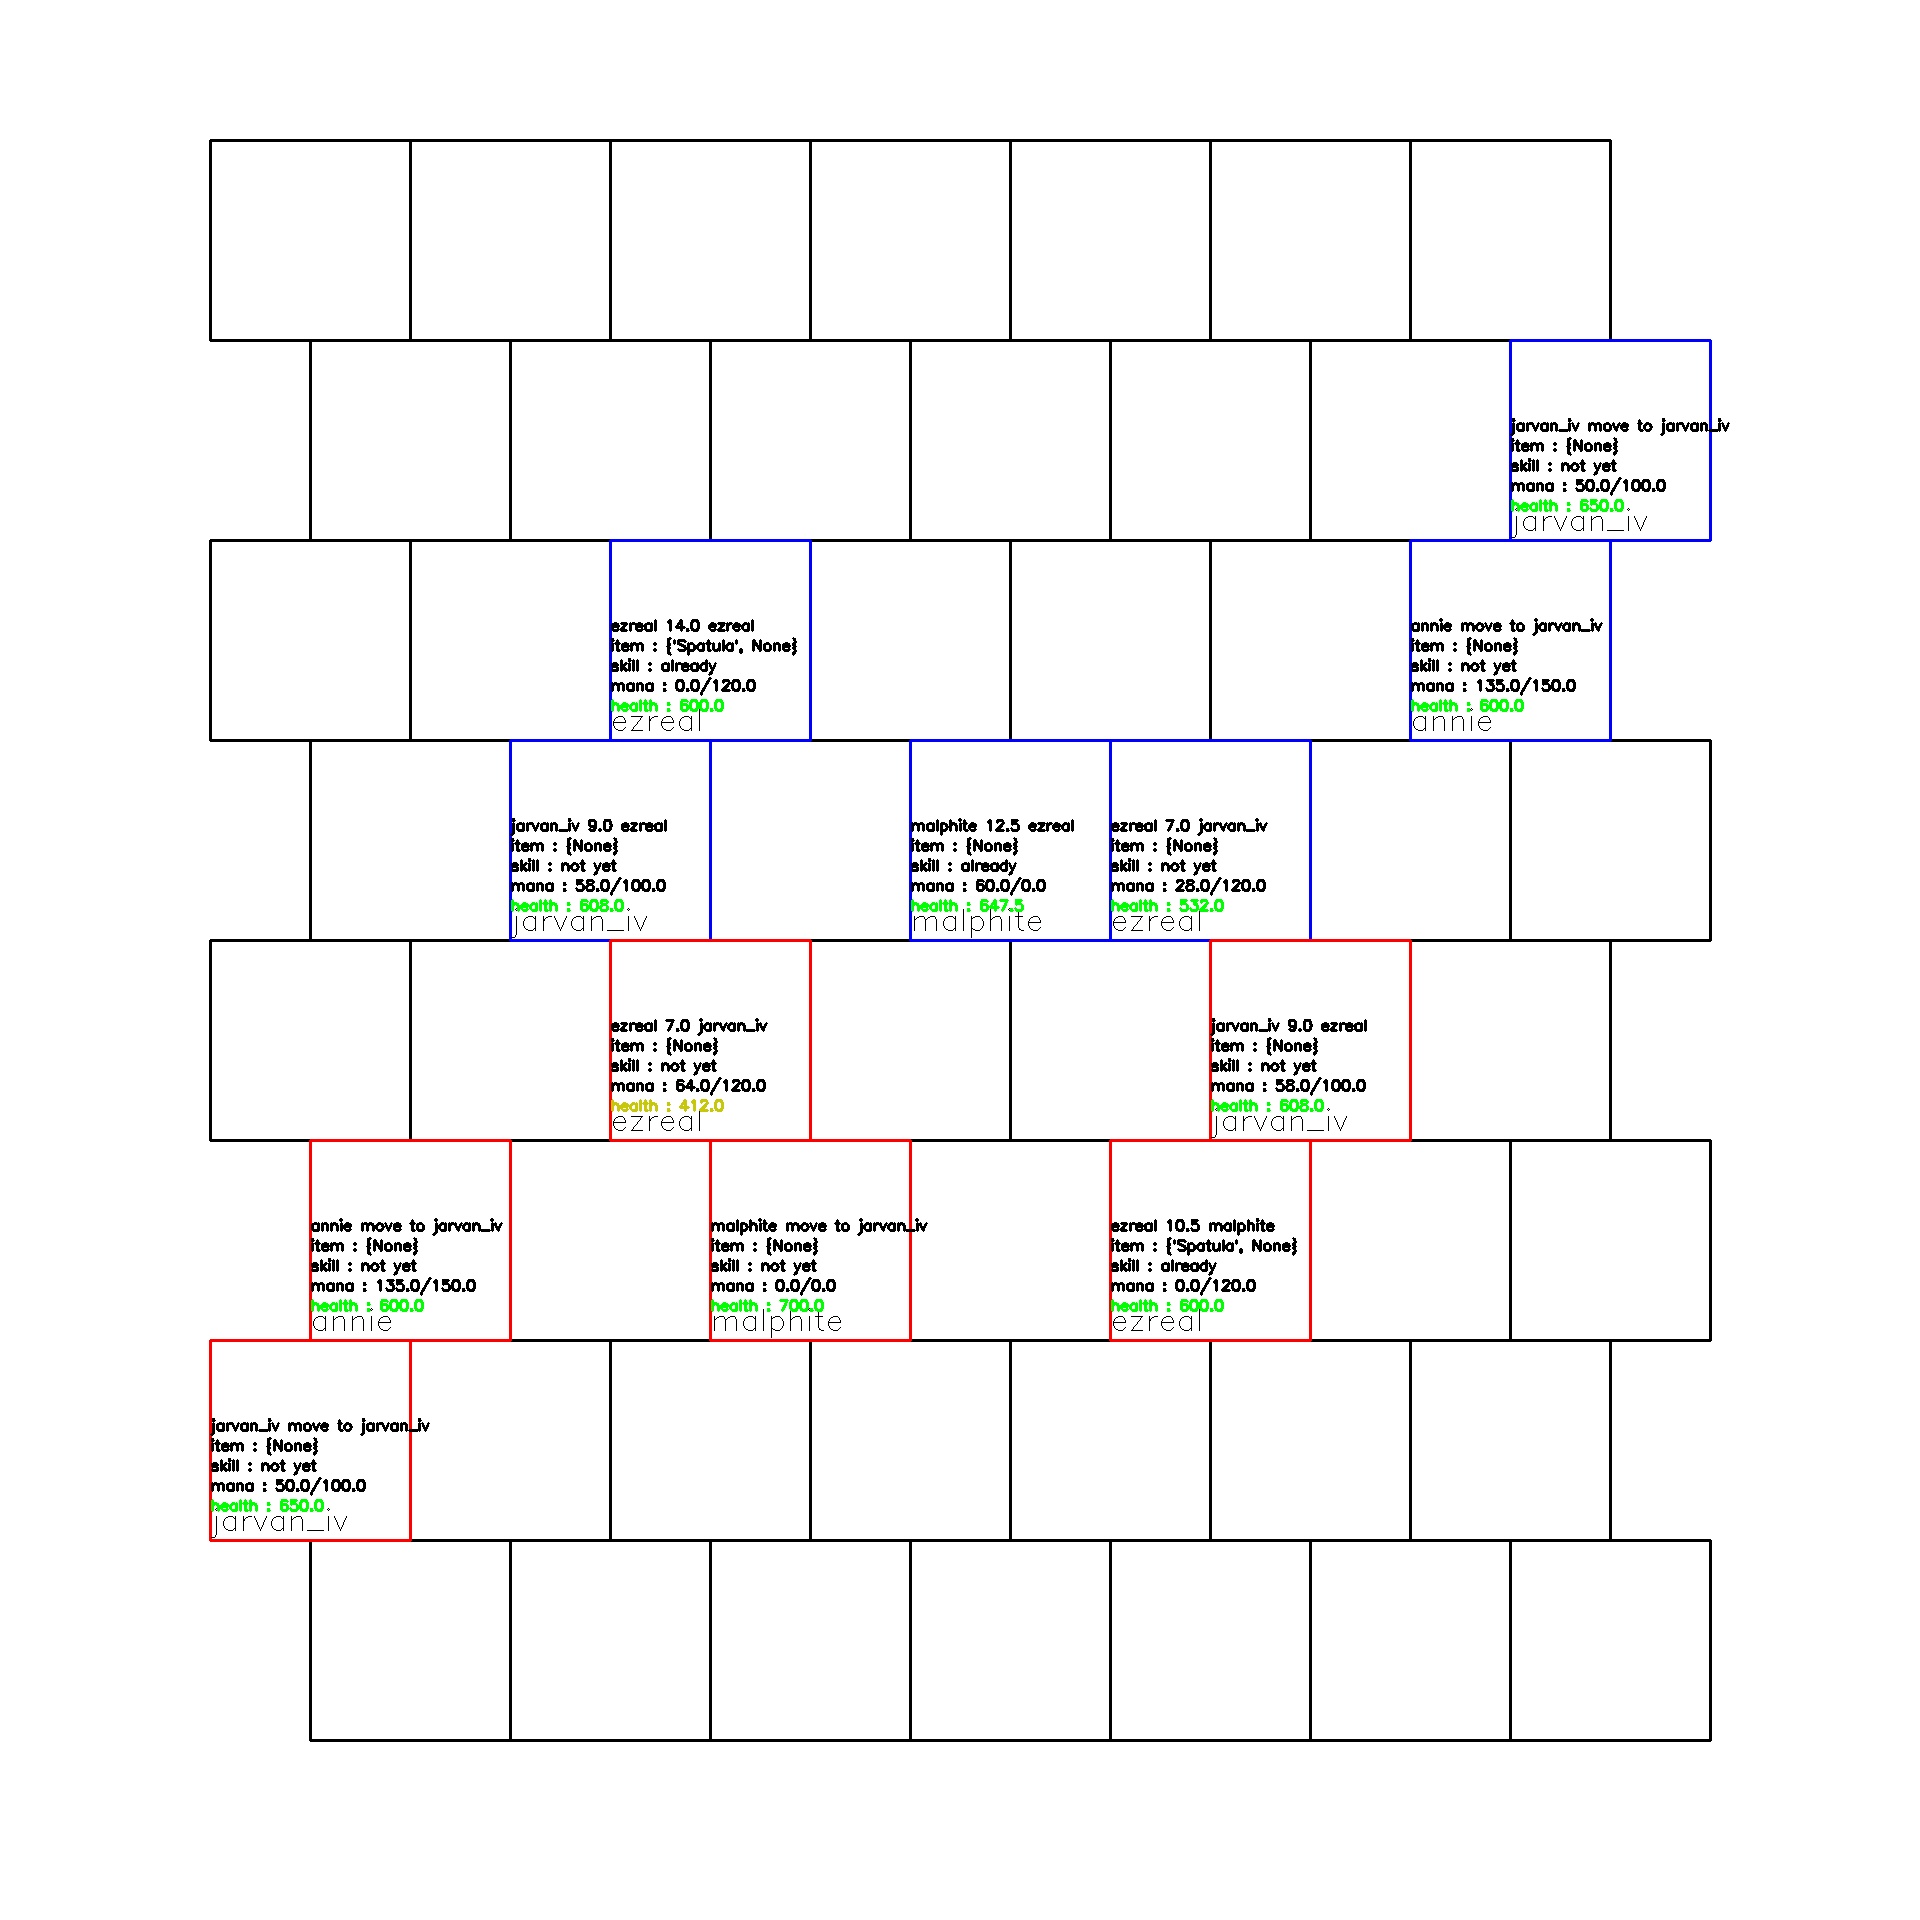 jarvan_iv move to jarvan_iv
item : {None}
skill : not yet
mana : 50.0/100.0
health : 650.0
jarvan_iv
ezreal 14.0 ezreal
item : {'Spatula', None}
skill : already
mana : 0.0/120.0
health : 600.0
ezreal
annie move to jarvan_iv
item : {None}
skill : not yet
mana : 135.0/150.0
health : 600.0
annie
jarvan_iv 9.0 ezreal
item : {None}
skill : not yet
mana : 58.0/100.0
health : 608.0
jarvan_iv
malphite 12.5 ezreal
item : {None}
skill : already
mana : 60.0/0.0
health : 647.5
malphite
ezreal 7.0 jarvan_iv
item : {None}
skill : not yet
mana : 28.0/120.0
health : 532.0
ezreal
ezreal 7.0 jarvan_iv
item : {None}
skill : not yet
mana : 64.0/120.0
health : 412.0
ezreal
jarvan_iv 9.0 ezreal
item : {None}
skill : not yet
mana : 58.0/100.0
health : 608.0
jarvan_iv
annie move to jarvan_iv
item : {None}
skill : not yet
mana : 135.0/150.0
health : 600.0
annie
malphite move to jarvan_iv
item : {None}
skill : not yet
mana : 0.0/0.0
health : 700.0
malphite
ezreal 10.5 malphite
item : {'Spatula', None}
skill : already
mana : 0.0/120.0
health : 600.0
ezreal
jarvan_iv move to jarvan_iv
item : {None}
skill : not yet
mana : 50.0/100.0
health : 650.0
jarvan_iv